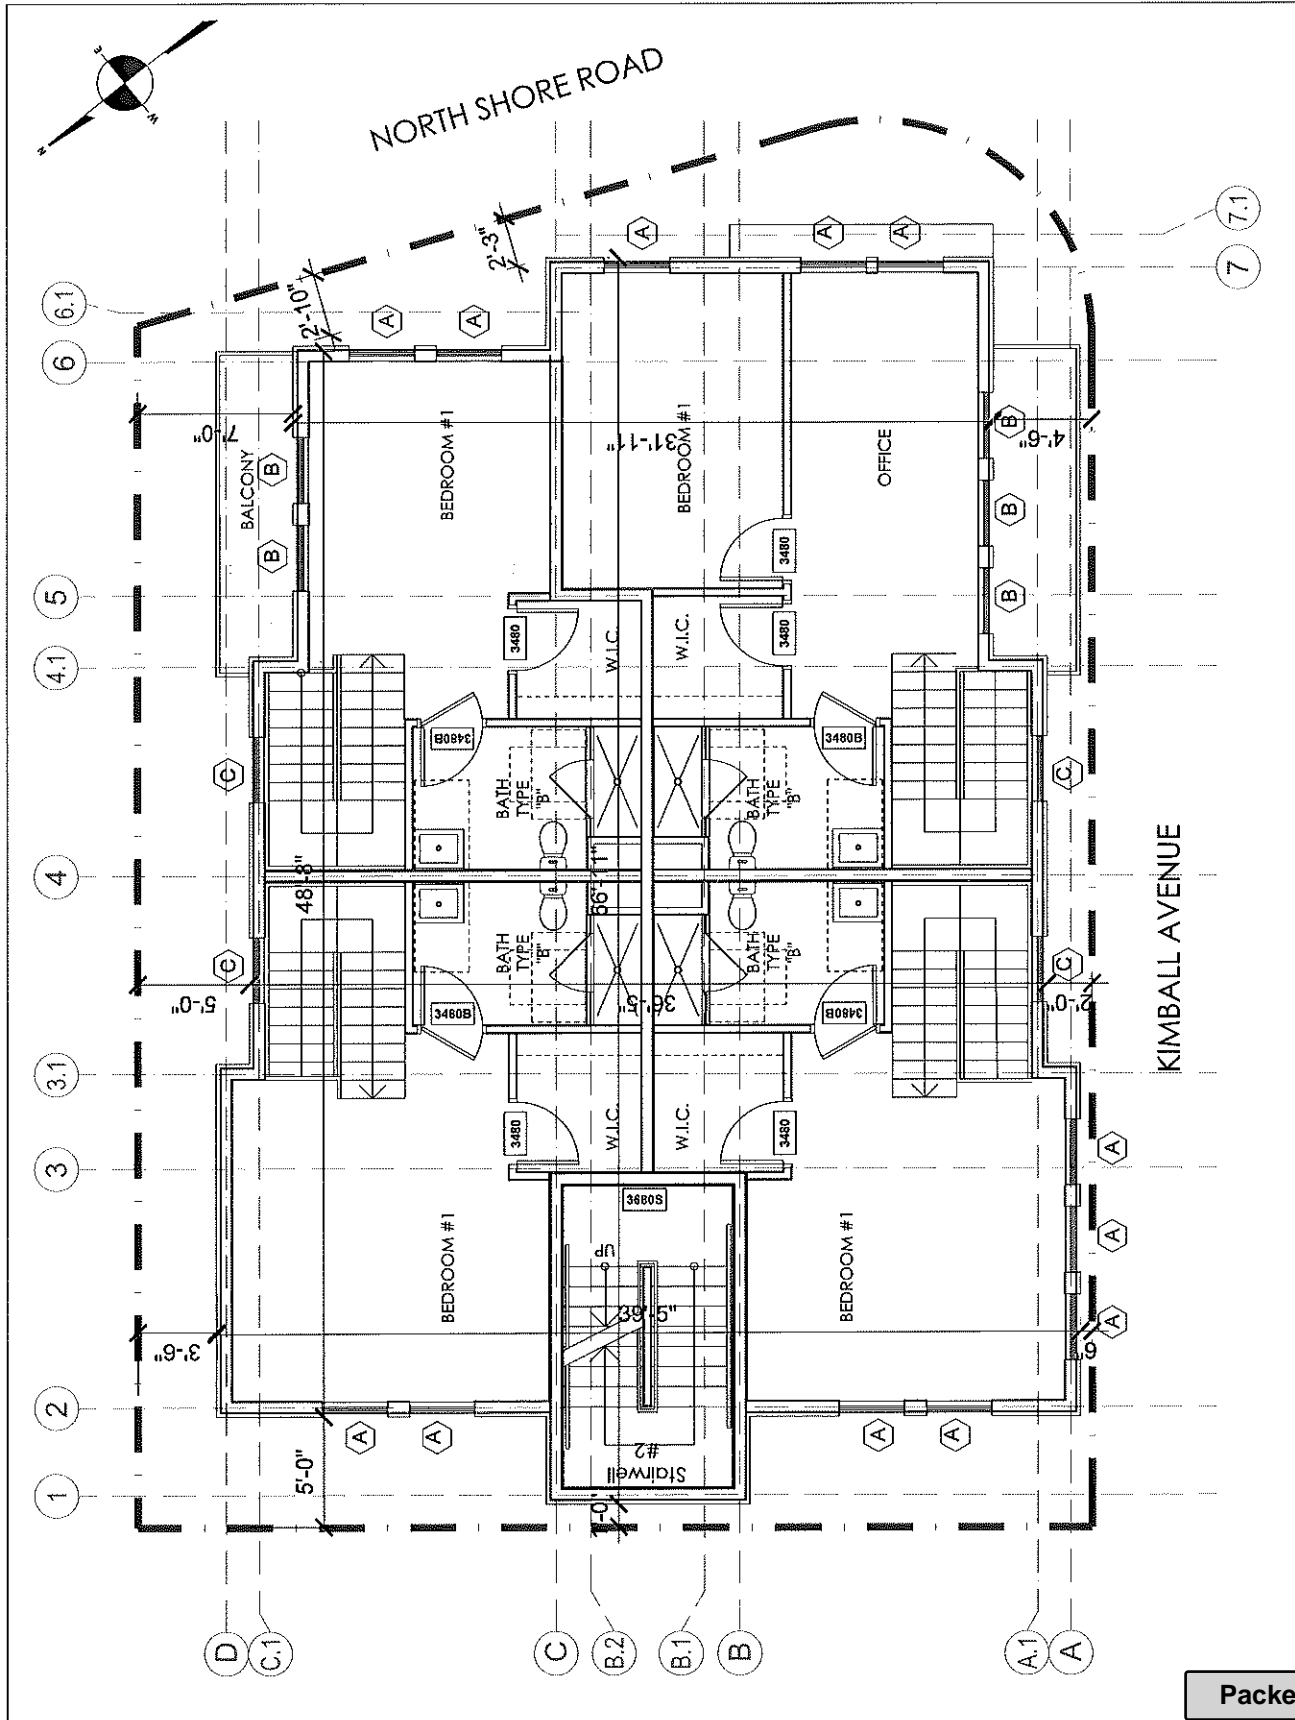 N
E
W
NORTH SHORE ROAD
6.1
6
5
4.1
4
3.1
3
2
1
7.1
7
2'-3"
2'-10"
A
A
A
A
A
7'-0"
31'-11"
4'-6"
BALCONY
B
B
BEDROOM #1
BEDROOM #1
OFFICE
B
B
B
3480
3480
3480
W.I.C.
W.I.C.
3480B
3480B
C
C
BATH
TYPE
"B"
BATH
TYPE
"B"
48'-8"
BATH
TYPE
"B"
BATH
TYPE
"B"
C
C
5'-0"
36'-5"
2'-0"
3480B
3480B
KIMBALL AVENUE
3480
3480
W.I.C.
W.I.C.
3680S
BEDROOM #1
BEDROOM #1
UP
A
A
A
3'-6"
39'-5"
6"
A
A
A
A
5'-0"
Stairwell
#2
D
C.1
C
B.2
B.1
B
A.1
A
Packe